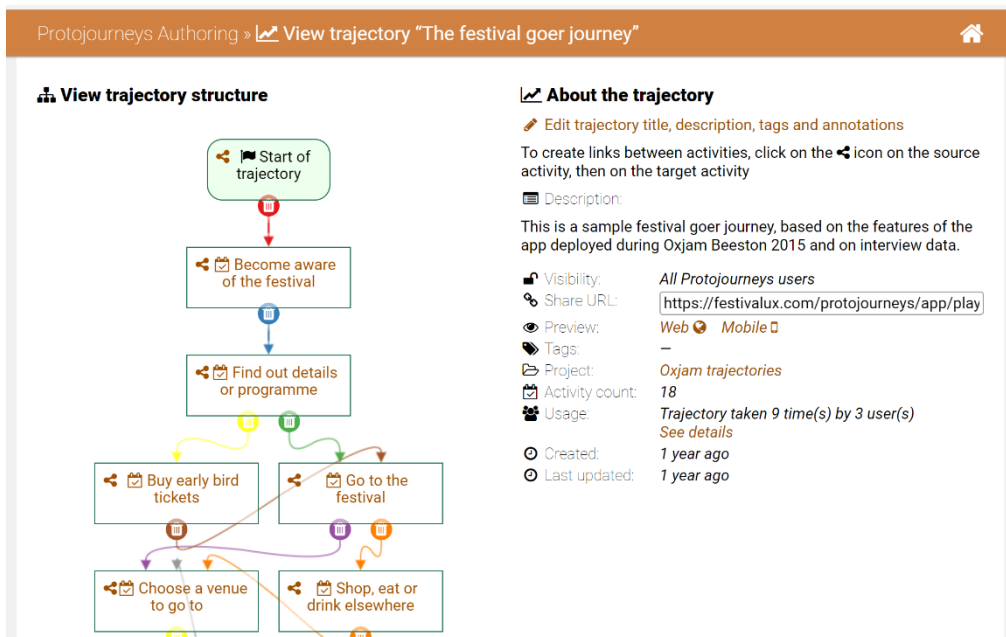 Protojourneys Authoring » View trajectory “The festival goer journey”
View trajectory structure
Start of
trajectory
Become aware
of the festival
Find out details
or programme
Buy early bird
tickets
Go to the
festival
Choose a venue
to go to
Shop, eat or
drink elsewhere
About the trajectory
Edit trajectory title, description, tags and annotations
To create links between activities, click on the icon on the source
activity, then on the target activity
Description:
This is a sample festival goer journey, based on the features of the
app deployed during Oxjam Beeston 2015 and on interview data.
Visibility: All Protojourneys users
Share URL: https://festivalux.com/protojourneys/app/play
Preview: Web Mobile
Tags: —
Project: Oxjam trajectories
Activity count: 18
Usage: Trajectory taken 9 time(s) by 3 user(s)
See details
Created: 1 year ago
Last updated: 1 year ago